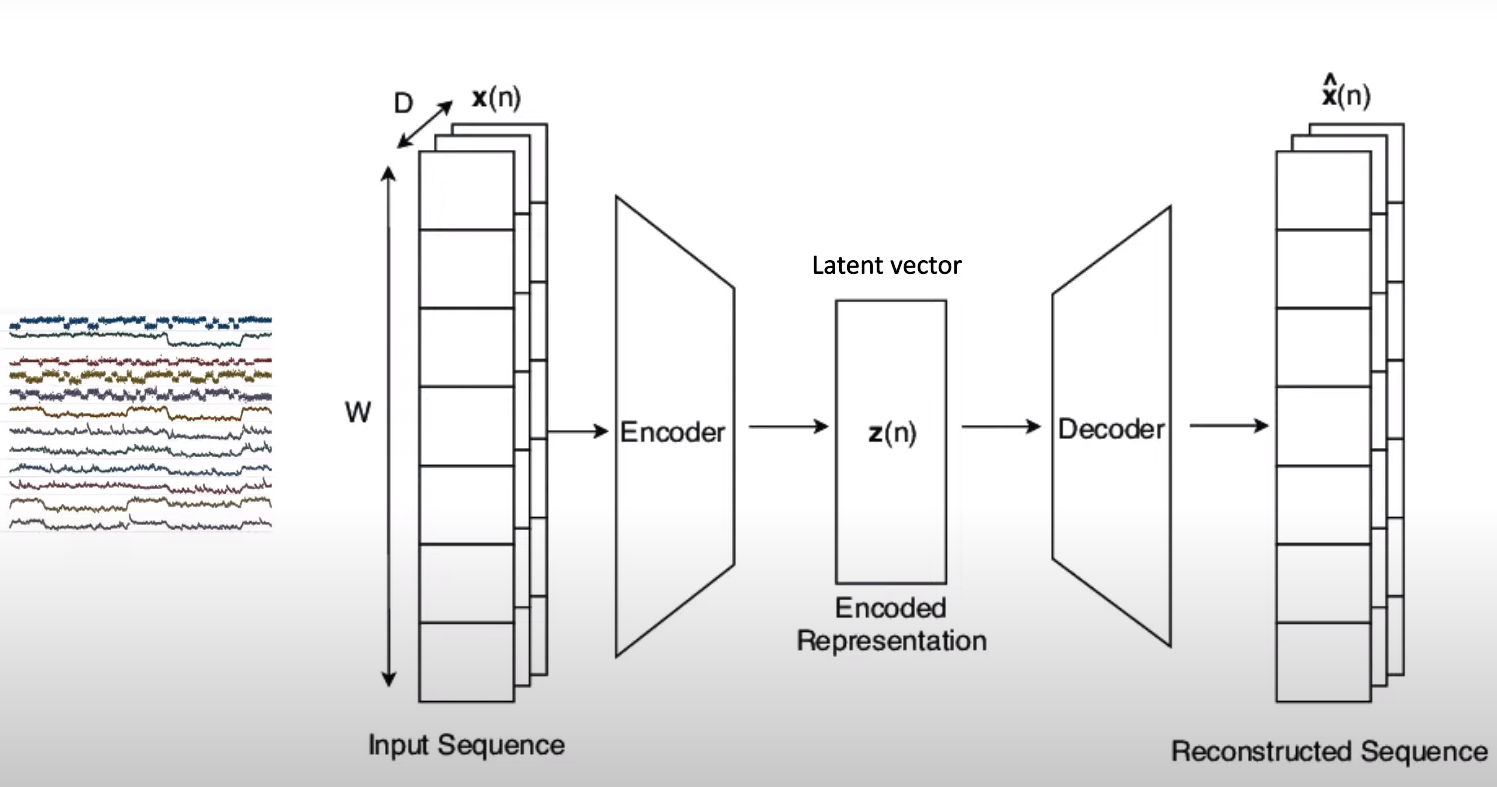 D
x(n)
x̂(n)
W
Latent vector
Encoder
z(n)
Decoder
Encoded
Representation
Input Sequence
Reconstructed Sequence